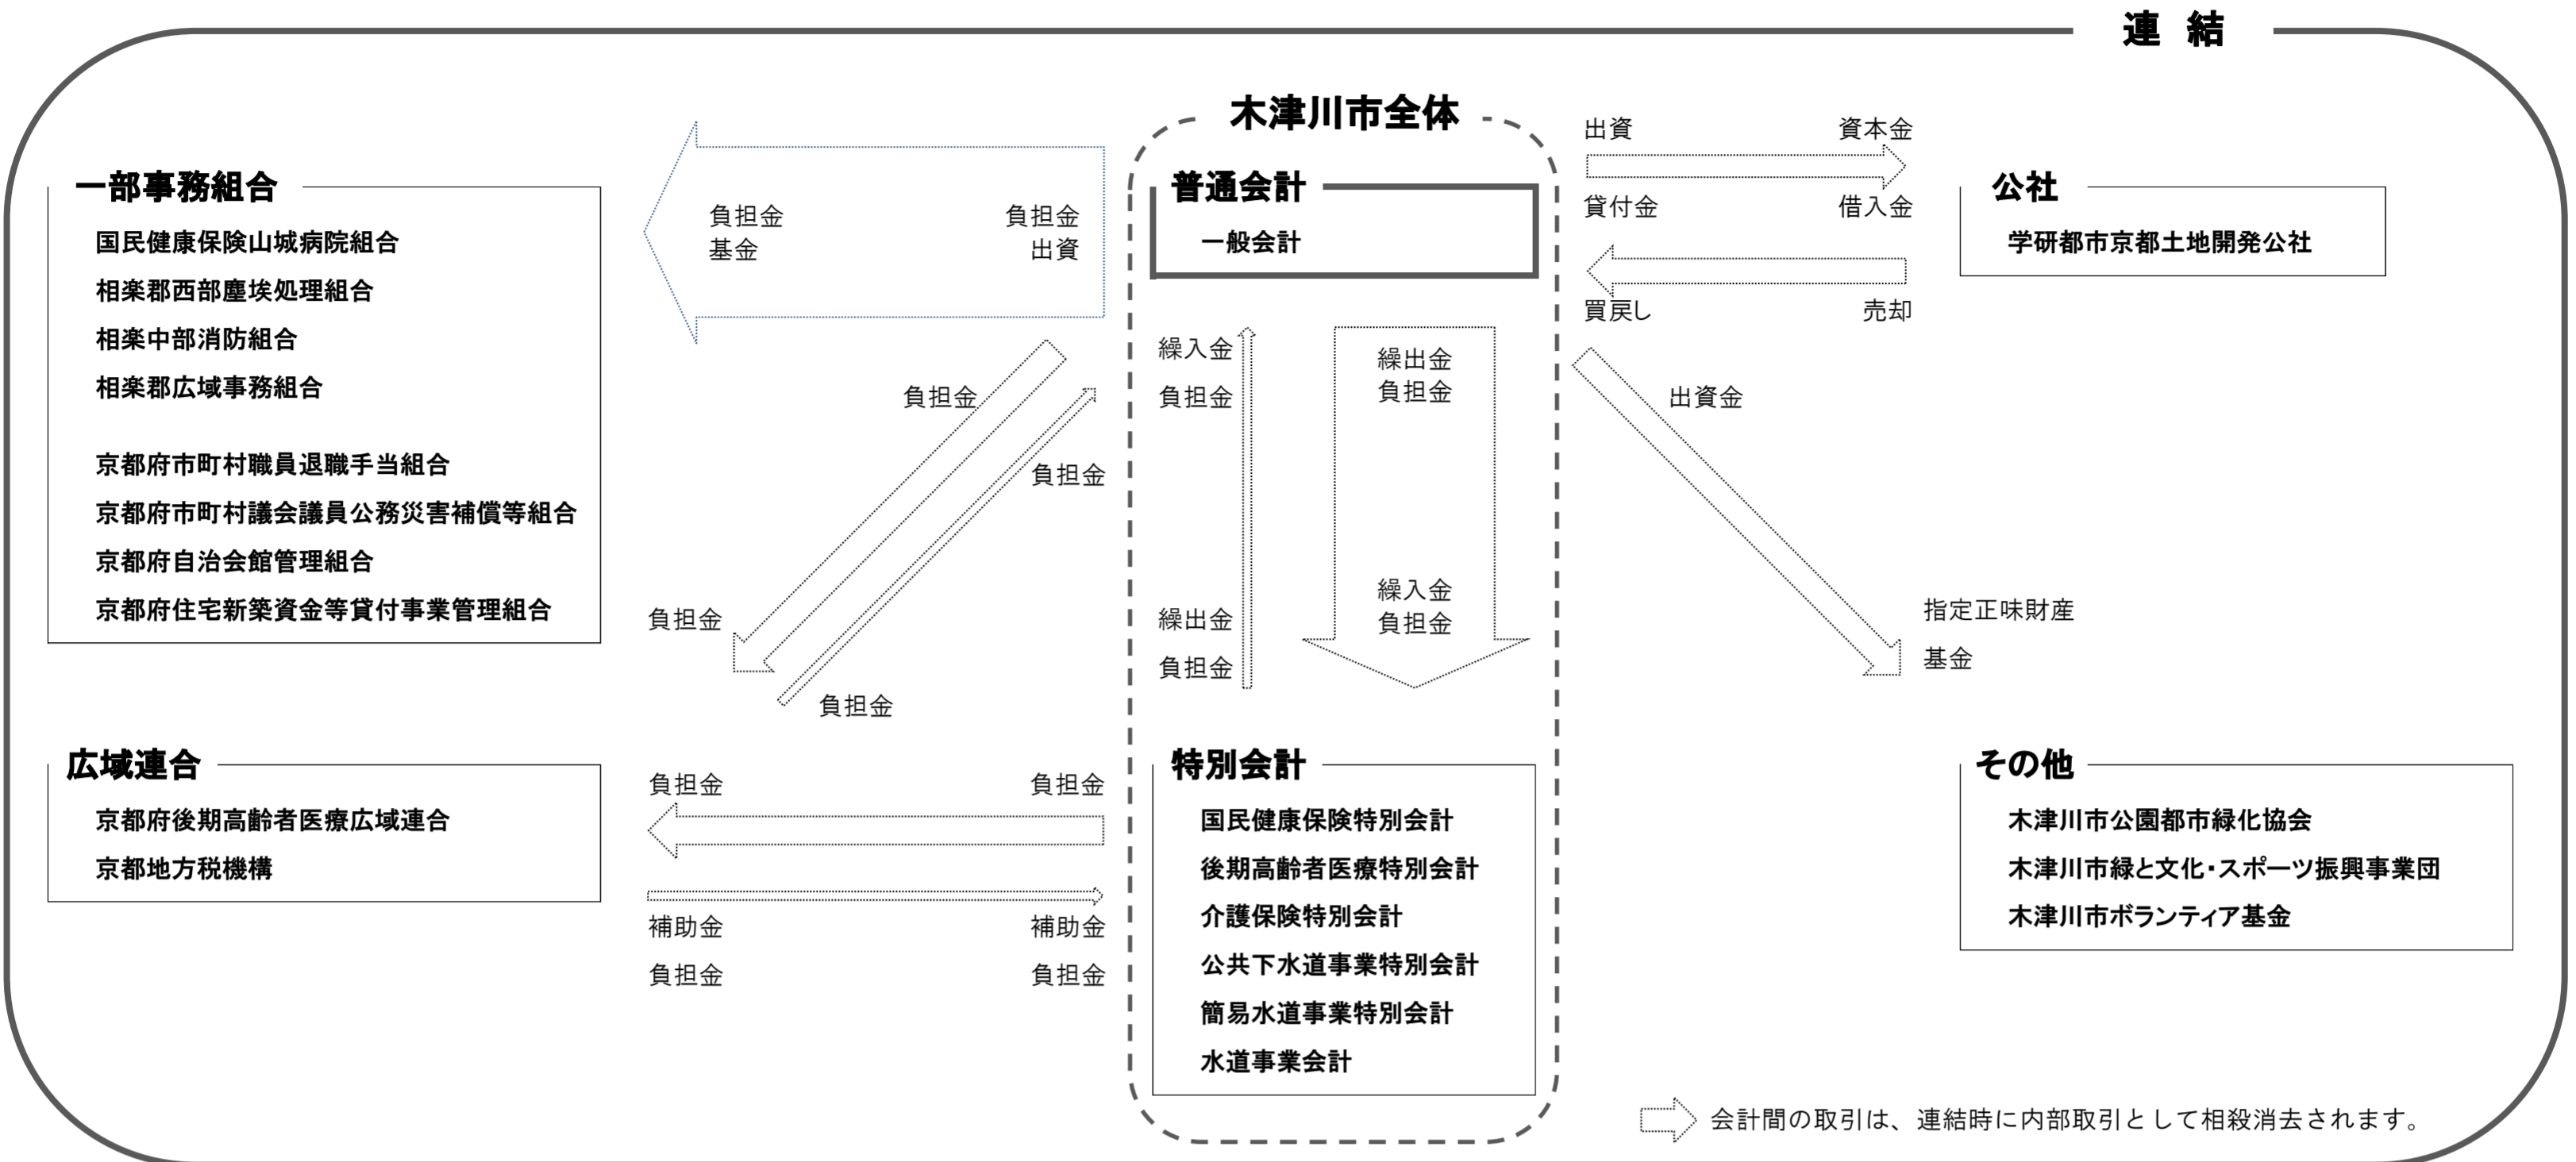 連 結
木津川市全体
一部事務組合
国民健康保険山城病院組合
相楽郡西部塵埃処理組合
相楽中部消防組合
相楽郡広域事務組合
京都府市町村職員退職手当組合
京都府市町村議会議員公務災害補償等組合
京都府自治会館管理組合
京都府住宅新築資金等貸付事業管理組合
負担金 負担金
基金 出資
普通会計
一般会計
出資 資本金
貸付金 借入金
買戻し 売却
公社
学研都市京都土地開発公社
負担金
負担金
負担金
負担金
繰入金
負担金
繰出金
負担金
繰出金
負担金
繰入金
負担金
出資金
指定正味財産
基金
広域連合
京都府後期高齢者医療広域連合
京都地方税機構
負担金 負担金
補助金 補助金
負担金 負担金
特別会計
国民健康保険特別会計
後期高齢者医療特別会計
介護保険特別会計
公共下水道事業特別会計
簡易水道事業特別会計
水道事業会計
その他
木津川市公園都市緑化協会
木津川市緑と文化・スポーツ振興事業団
木津川市ボランティア基金
会計間の取引は、連結時に内部取引として相殺消去されます。